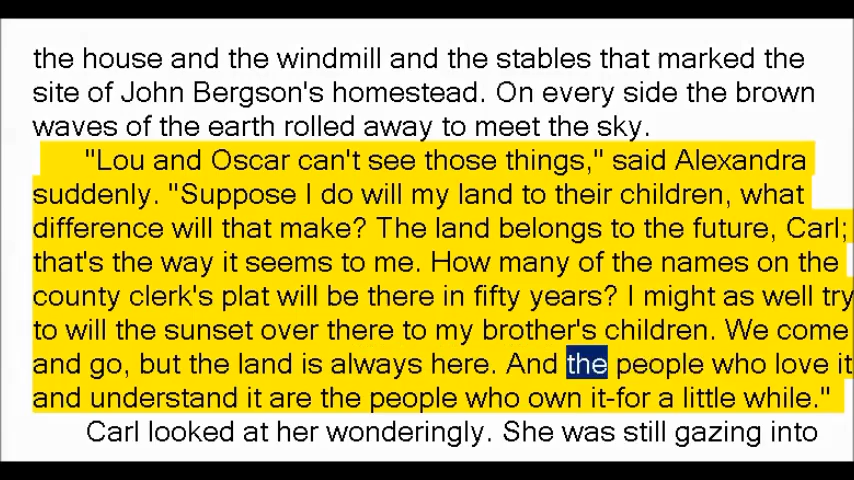 the house and the windmill and the stables that marked the
site of John Bergson's homestead. On every side the brown
waves of the earth rolled away to meet the sky.
"Lou and Oscar can't see those things," said Alexandra
suddenly. "Suppose I do will my land to their children, what
difference will that make? The land belongs to the future, Carl;
that's the way it seems to me. How many of the names on the
county clerk's plat will be there in fifty years? I might as well try
to will the sunset over there to my brother's children. We come
and go, but the land is always here. And the people who love it
and understand it are the people who own it-for a little while."
Carl looked at her wonderingly. She was still gazing into